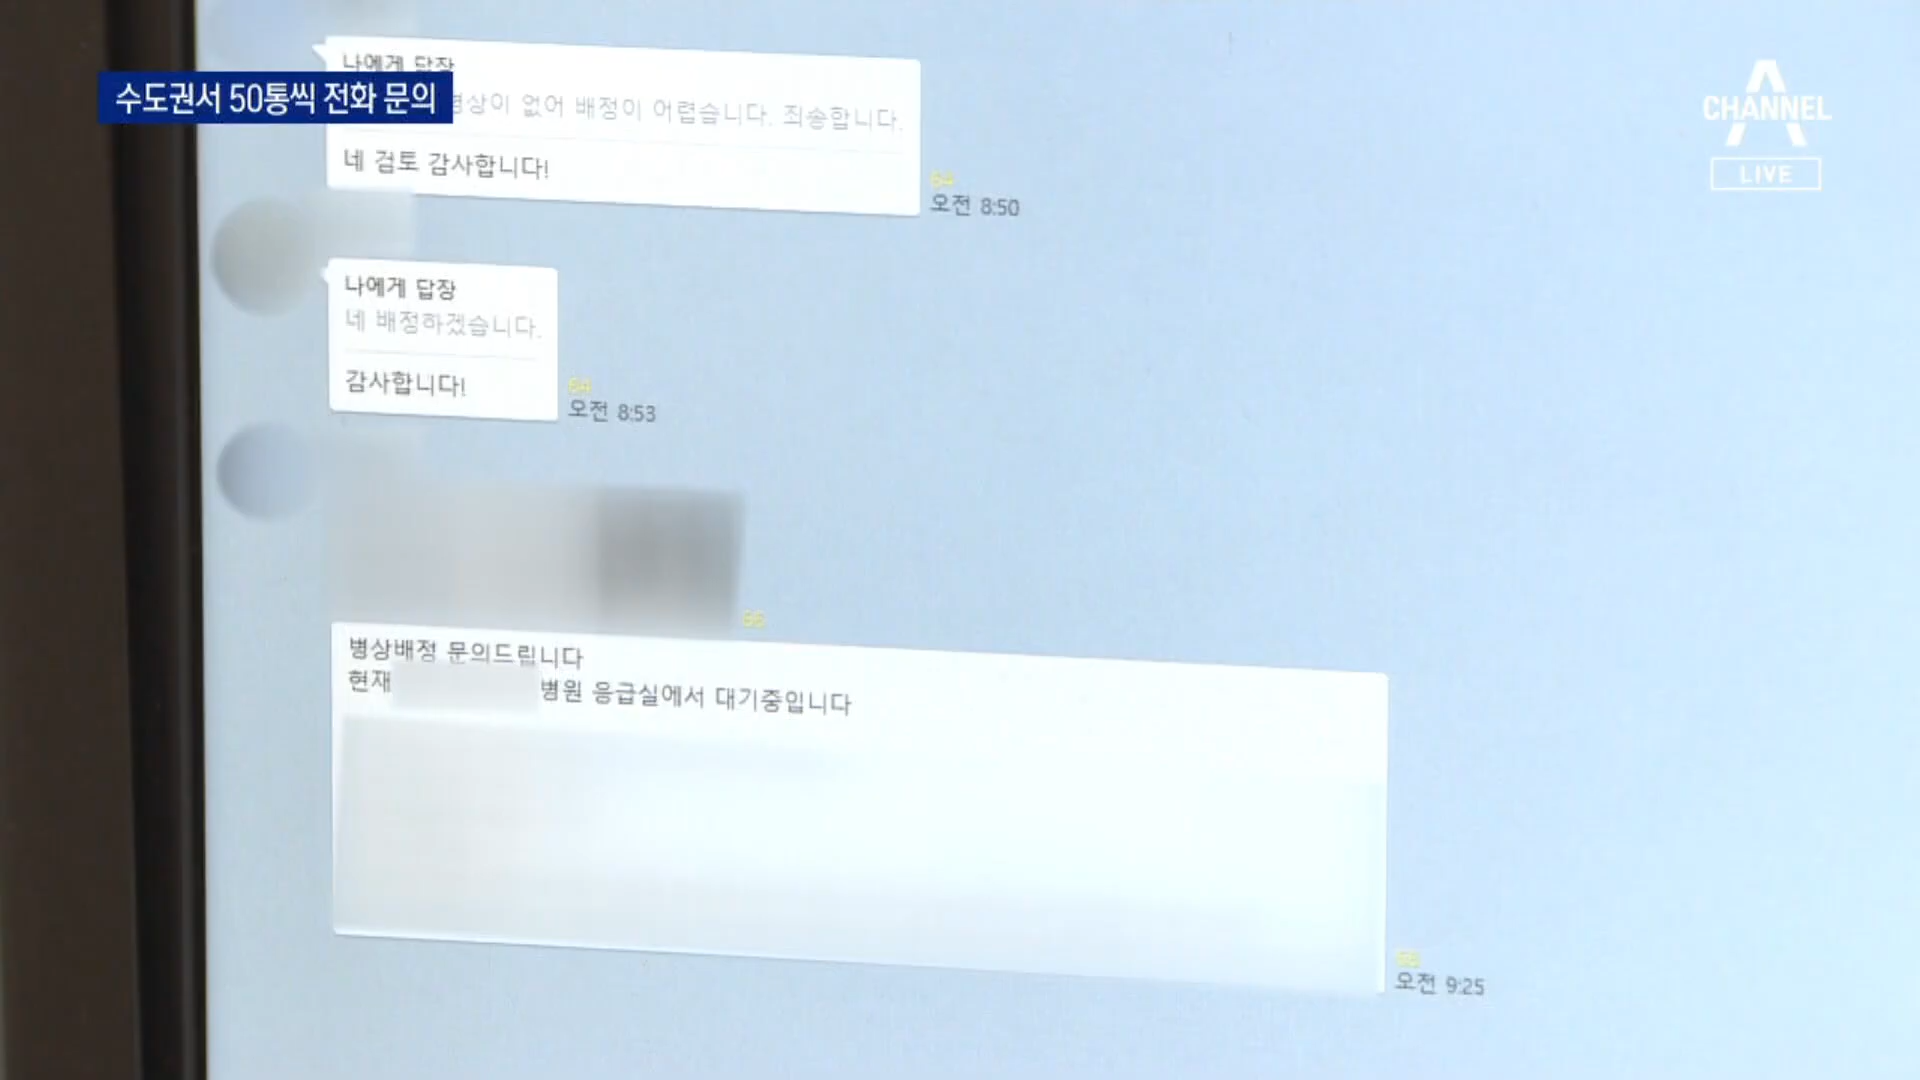 수도권서 50통씩 전화 문의
CHANNEL A
LIVE
나에게 답장
병상이 없어 배정이 어렵습니다. 죄송합니다.
네 검토 감사합니다!
64
오전 8:50
나에게 답장
네 배정하겠습니다.
감사합니다!
64
오전 8:53
병상배정 문의드립니다
현재 병원 응급실에서 대기중입니다
오전 9:25